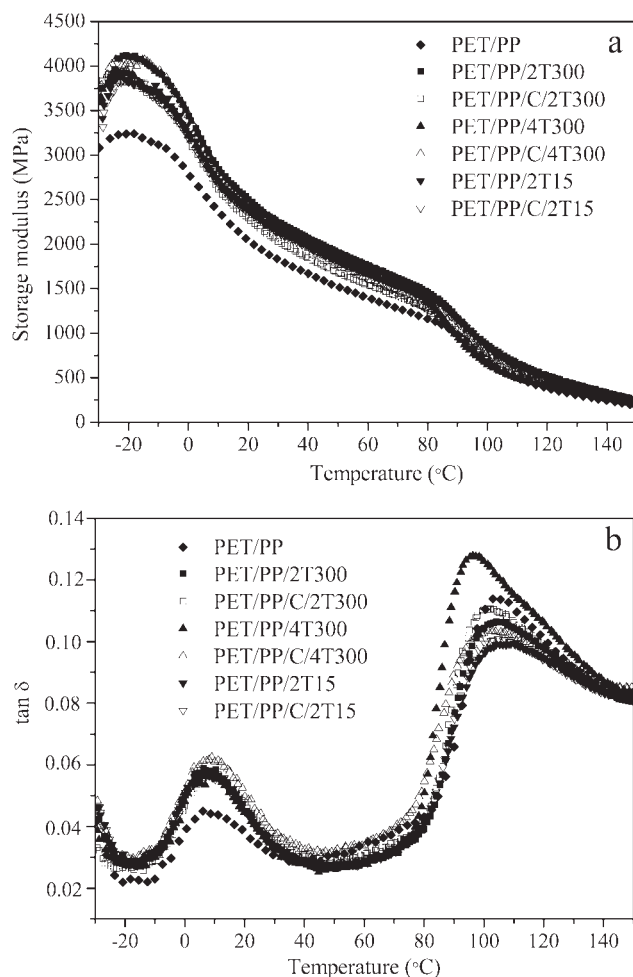 a
PET/PP
PET/PP/2T300
PET/PP/C/2T300
PET/PP/4T300
PET/PP/C/4T300
PET/PP/2T15
PET/PP/C/2T15
4500
4000
3500
3000
2500
2000
1500
1000
500
0
Storage modulus (MPa)
-20 0 20 40 60 80 100 120 140
Temperature (°C)
b
PET/PP
PET/PP/2T300
PET/PP/C/2T300
PET/PP/4T300
PET/PP/C/4T300
PET/PP/2T15
PET/PP/C/2T15
0.14
0.12
0.10
0.08
0.06
0.04
0.02
tan δ
-20 0 20 40 60 80 100 120 140
Temperature (°C)